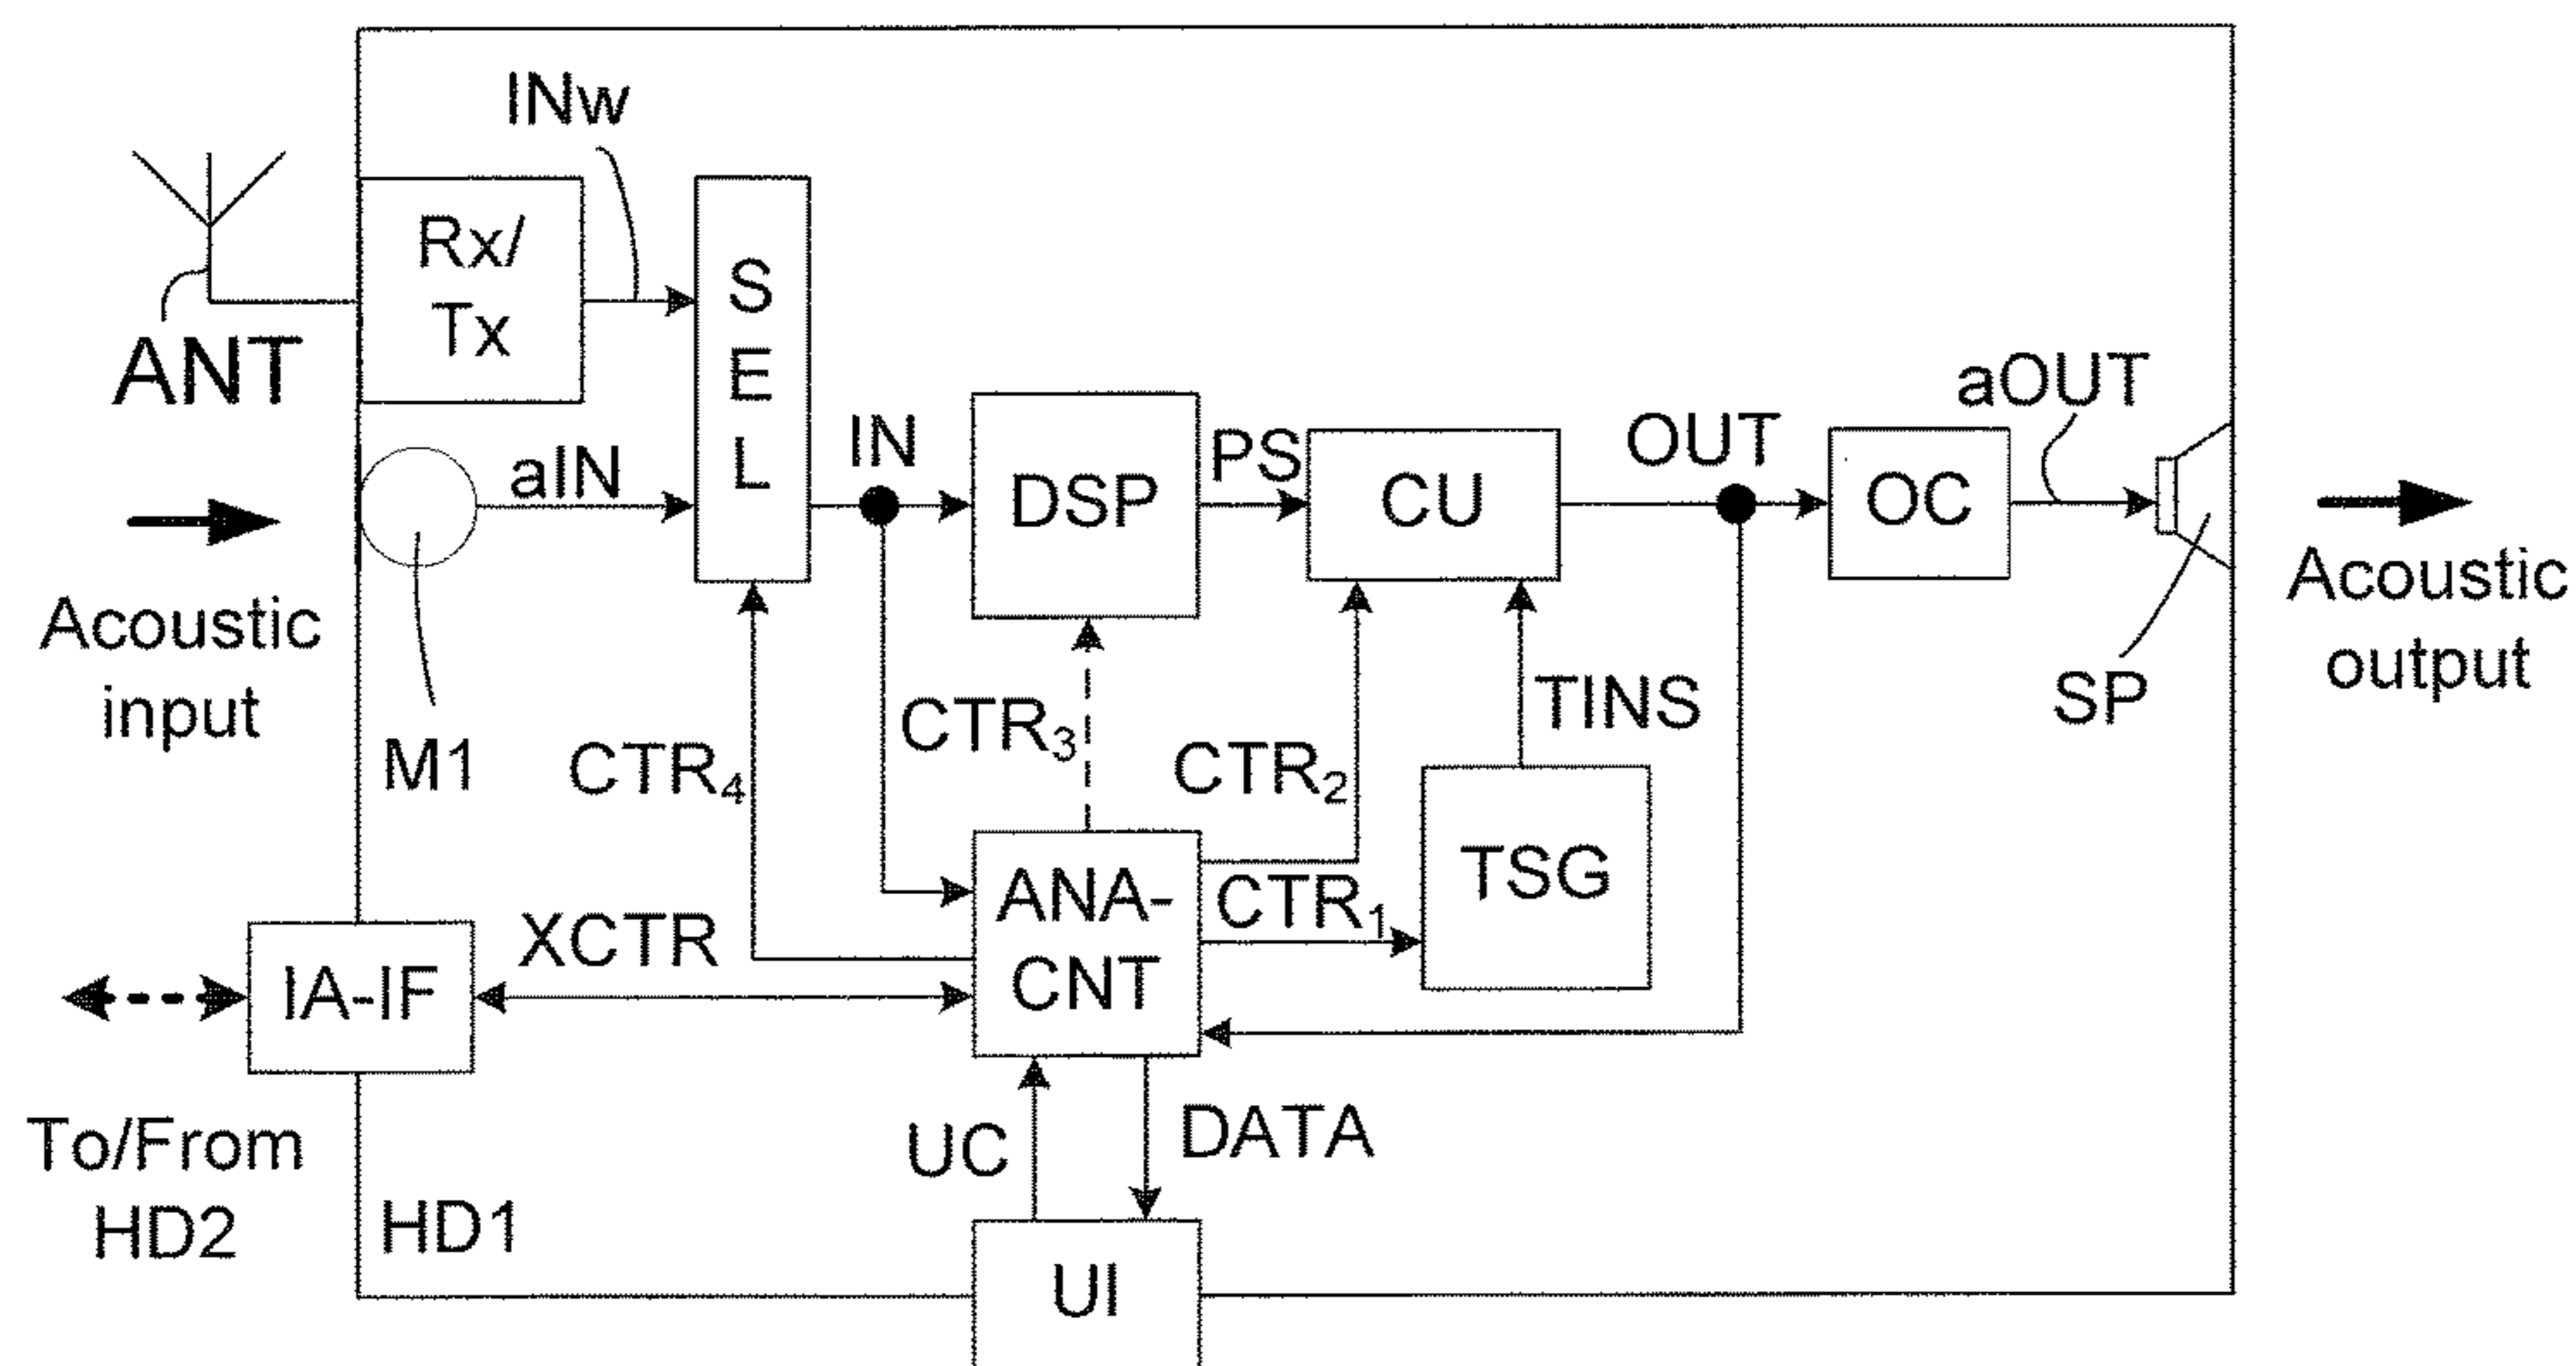 INw
Rx/
Tx
ANT
S
E
L
aIN
IN
DSP
PS
CU
OUT
OC
aOUT
SP
Acoustic
input
M1
Acoustic
output
CTR4
CTR3
CTR2
TINS
TSG
CTR1
ANA-
CNT
XCTR
IA-IF
To/From
HD2
HD1
UC
DATA
UI